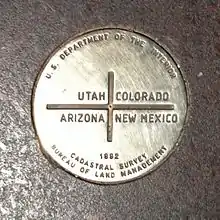 U.S. DEPARTMENT OF THE INTERIOR
UTAH COLORADO
ARIZONA NEW MEXICO
1992
CADASTRAL SURVEY
BUREAU OF LAND MANAGEMENT